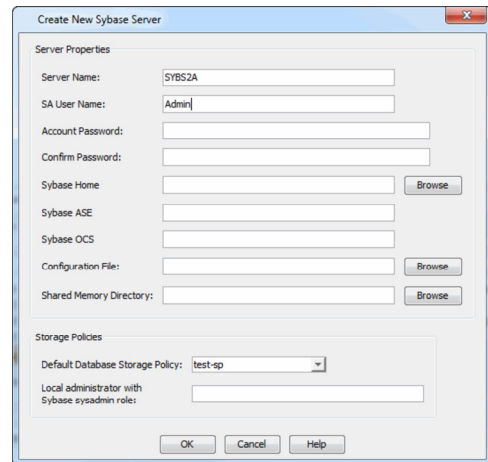 Create New Sybase Server
Server Properties
Server Name: SYBS2A
SA User Name: Admin
Account Password:
Confirm Password:
Sybase Home Browse
Sybase ASE
Sybase OCS
Configuration File: Browse
Shared Memory Directory: Browse
Storage Policies
Default Database Storage Policy: test-sp
Local administrator with
Sybase sysadmin role:
OK Cancel Help